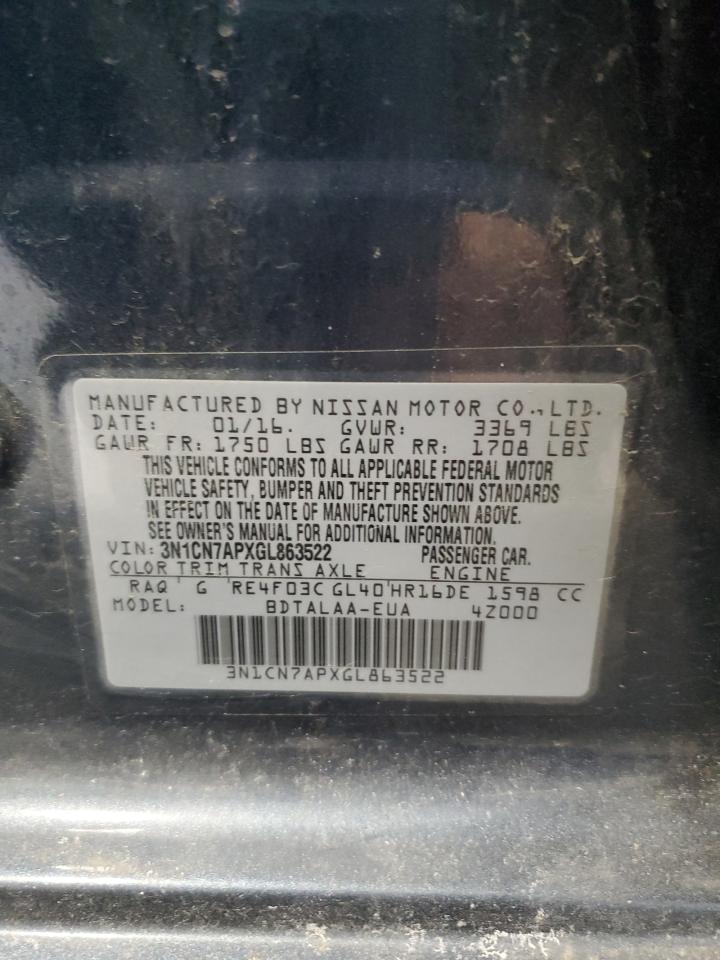 MANUFACTURED BY NISSAN MOTOR CO., LTD.
DATE: 01/16. GVWR: 3369 LBS
GAWR FR: 1750 LBS GAWR RR: 1708 LBS
THIS VEHICLE CONFORMS TO ALL APPLICABLE FEDERAL MOTOR
VEHICLE SAFETY, BUMPER AND THEFT PREVENTION STANDARDS
IN EFFECT ON THE DATE OF MANUFACTURE SHOWN ABOVE.
SEE OWNER'S MANUAL FOR ADDITIONAL INFORMATION.
VIN: 3N1CN7APXGL863522 PASSENGER CAR.
COLOR TRIM TRANS AXLE ENGINE
RAQ ' G ' RE4F03C GL40 ' HR16DE 1598 CC
MODEL: BDTALAA-EUA 4Z000
3N1CN7APXGL863522